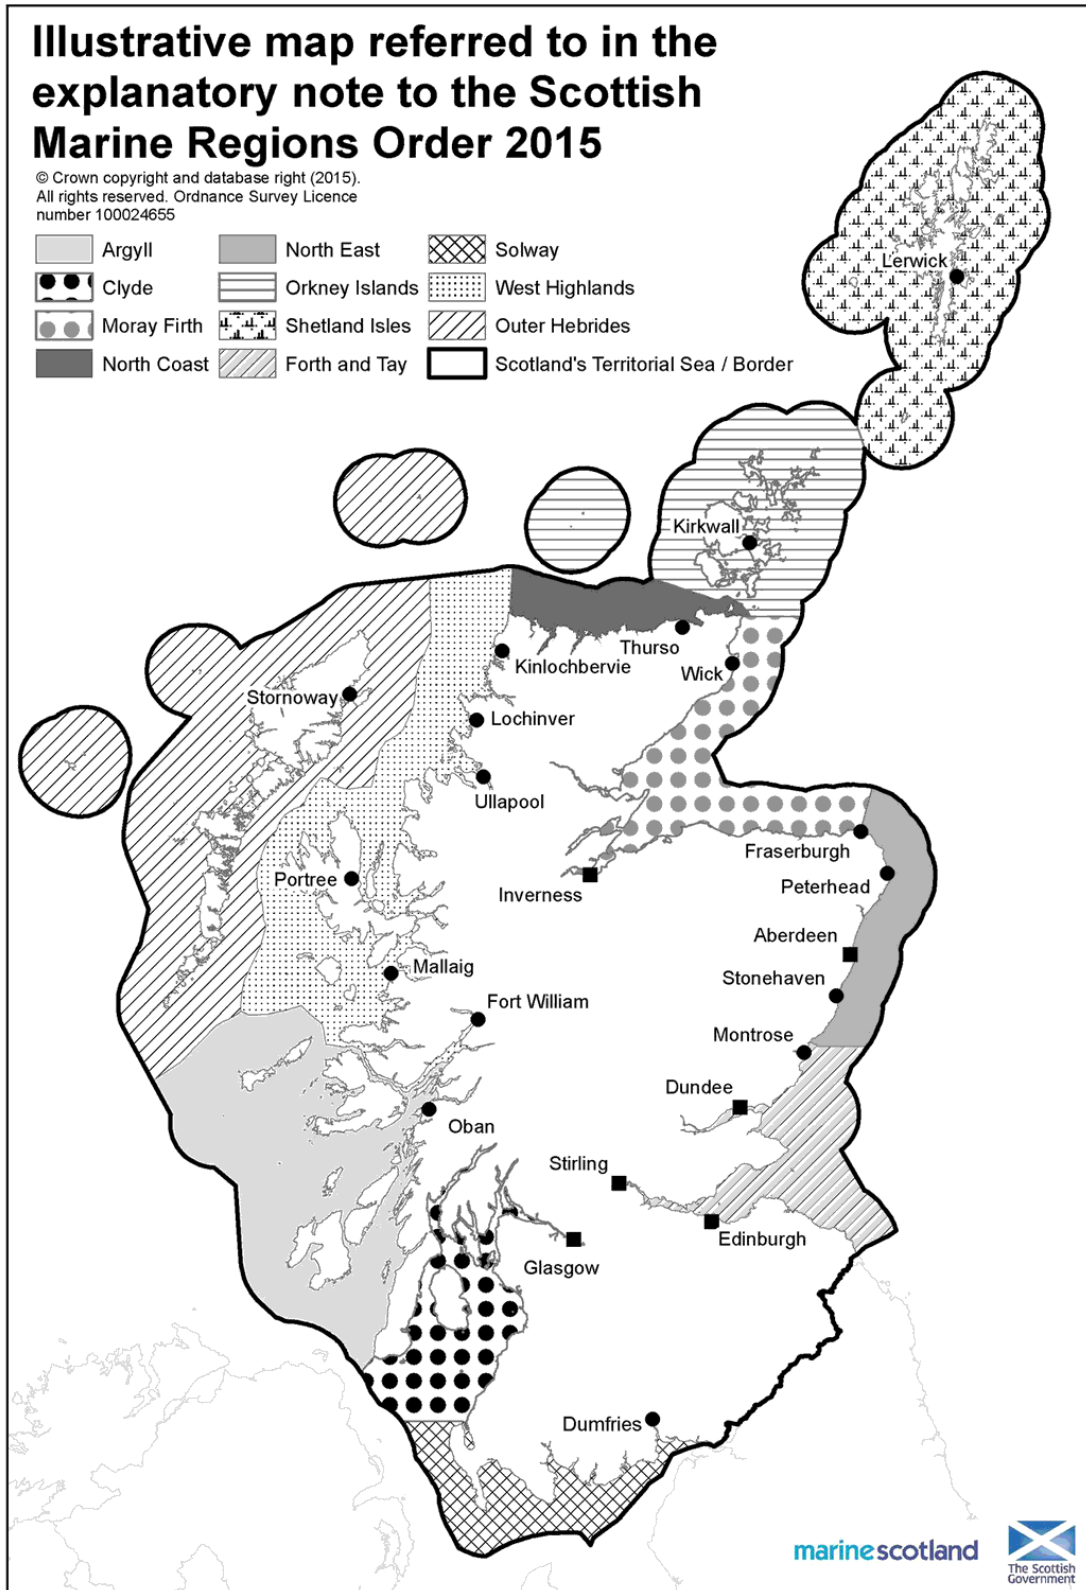 Illustrative map referred to in the
explanatory note to the Scottish
Marine Regions Order 2015
© Crown copyright and database right (2015).
All rights reserved. Ordnance Survey Licence
number 100024655
Argyll
North East
Solway
Clyde
Orkney Islands
West Highlands
Moray Firth
Shetland Isles
Outer Hebrides
North Coast
Forth and Tay
Scotland's Territorial Sea / Border
Lerwick
Kirkwall
Thurso
Kinlochbervie
Wick
Stornoway
Lochinver
Ullapool
Fraserburgh
Portree
Inverness
Peterhead
Aberdeen
Mallaig
Stonehaven
Fort William
Montrose
Dundee
Oban
Stirling
Edinburgh
Glasgow
Dumfries
marinescotland
The Scottish
Government